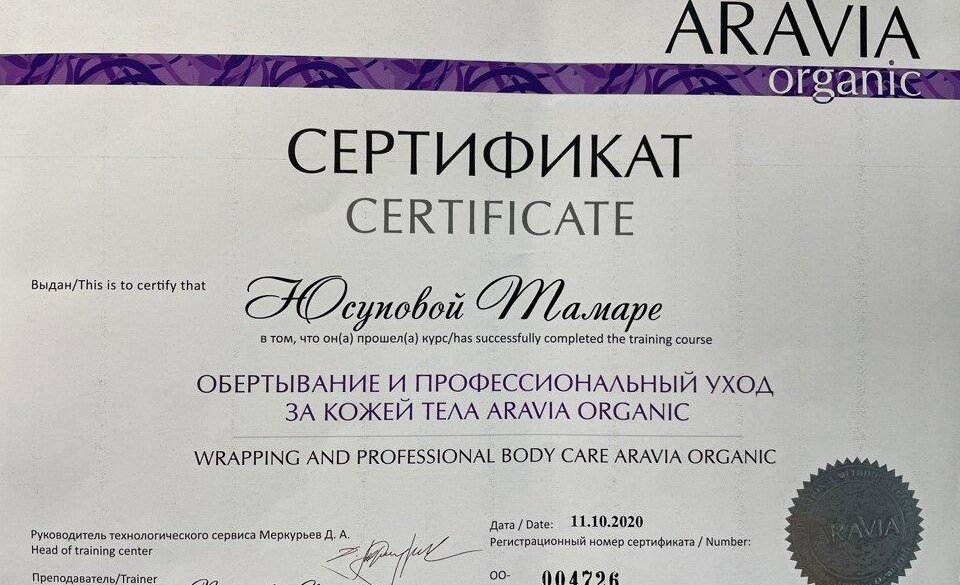 ARAVIA
organic
СЕРТИФИКАТ
CERTIFICATE
Выдан/This is to certify that
Юсуповой Тамаре
в том, что он(а) прошел(а) курс/has successfully completed the training course
ОБЕРТЫВАНИЕ И ПРОФЕССИОНАЛЬНЫЙ УХОД
ЗА КОЖЕЙ ТЕЛА ARAVIA ORGANIC
WRAPPING AND PROFESSIONAL BODY CARE ARAVIA ORGANIC
Руководитель технологического сервиса Меркурьев Д. А.
Head of training center
Преподаватель/Trainer
Дата / Date: 11.10.2020
Регистрационный номер сертификата / Number:
ОО- 004726
ARAVIA